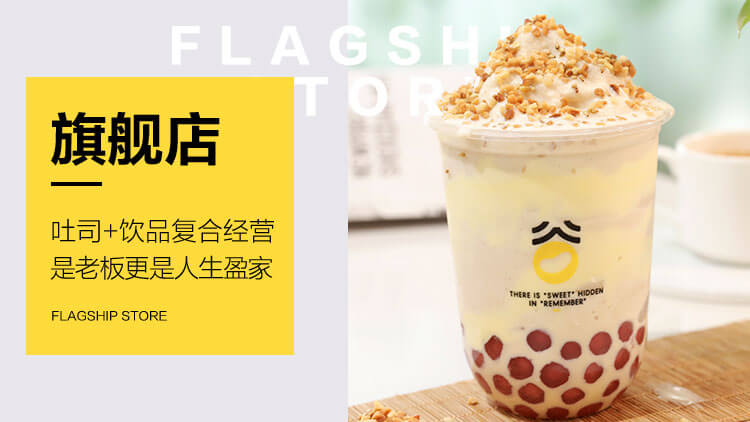 FLAGSHI
TOR
旗舰店
吐司+饮品复合经营
是老板更是人生盈家
FLAGSHIP STORE
谷
THERE IS "SWEET" HIDDEN
IN "REMEMBER"